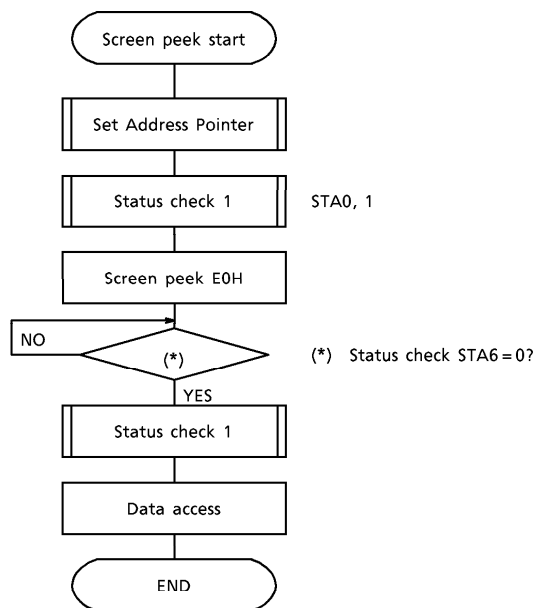 Screen peek start
Set Address Pointer
Status check 1
STA0, 1
Screen peek E0H
NO
(*)
(*) Status check STA6 = 0?
YES
Status check 1
Data access
END